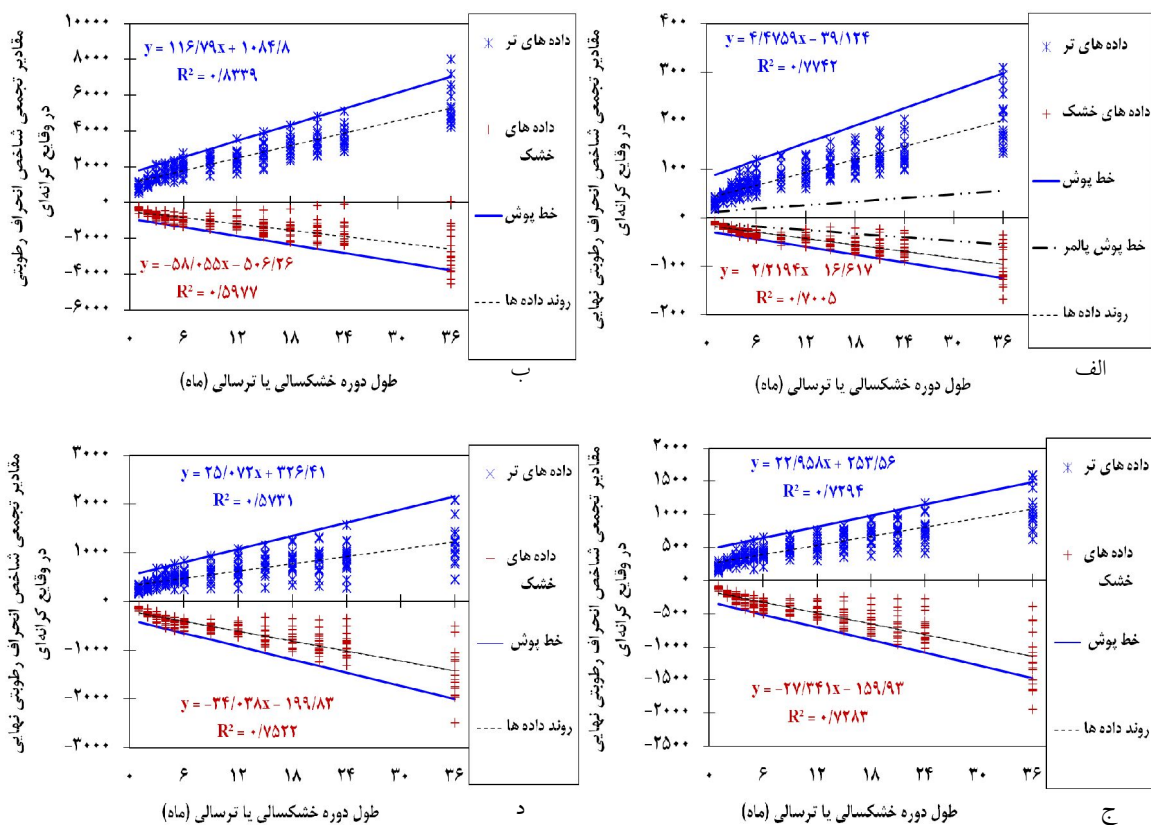 مقادیر تجمعی شاخص انحراف رطوبتی نهایی
در وقایع کرانه‌ای
۴۰۰
۳۰۰
۲۰۰
۱۰۰
۰
-۱۰۰
-۲۰۰
y = ۴/۴۷۵۹x - ۳۹/۱۲۴
R² = ۰/۷۷۴۲
y = ۲/۲۱۹۴x ۱۶/۶۱۷
R² = ۰/۷۰۰۵
۰ ۶ ۱۲ ۱۸ ۲۴ ۳۰ ۳۶
طول دوره خشکسالی یا ترسالی (ماه)
داده های تر
داده های خشک
خط پوش
خط پوش پالمر
روند داده ها
الف
مقادیر تجمعی شاخص انحراف رطوبتی
در وقایع کرانه‌ای
۱۰۰۰۰
۸۰۰۰
۶۰۰۰
۴۰۰۰
۲۰۰۰
۰
-۲۰۰۰
-۴۰۰۰
-۶۰۰۰
y = ۱۱۶/۷۹x + ۱۰۸۴/۸
R² = ۰/۸۳۳۹
y = -۵۸/۰۵۵x - ۵۰۶/۲۶
R² = ۰/۵۹۷۷
۰ ۶ ۱۲ ۱۸ ۲۴ ۳۰ ۳۶
طول دوره خشکسالی یا ترسالی (ماه)
داده های تر
داده های
خشک
خط پوش
روند داده ها
ب
مقادیر تجمعی شاخص انحراف رطوبتی نهایی
در وقایع کرانه‌ای
۲۰۰۰
۱۵۰۰
۱۰۰۰
۵۰۰
۰
-۵۰۰
-۱۰۰۰
-۱۵۰۰
-۲۰۰۰
-۲۵۰۰
y = ۲۲/۹۵۸x + ۲۵۳/۵۶
R² = ۰/۷۲۹۴
y = -۲۷/۳۴۱x - ۱۵۹/۹۳
R² = ۰/۷۲۸۳
۰ ۶ ۱۲ ۱۸ ۲۴ ۳۰ ۳۶
طول دوره خشکسالی یا ترسالی (ماه)
داده های تر
داده های
خشک
خط پوش
روند داده ها
ج
مقادیر تجمعی شاخص انحراف رطوبتی نهایی
در وقایع کرانه‌ای
۳۰۰۰
۲۰۰۰
۱۰۰۰
۰
-۱۰۰۰
-۲۰۰۰
-۳۰۰۰
y = ۲۵/۰۷۲x + ۳۲۶/۴۱
R² = ۰/۵۷۳۱
y = -۳۴/۰۳۸x - ۱۹۹/۸۳
R² = ۰/۷۵۲۲
۰ ۶ ۱۲ ۱۸ ۲۴ ۳۰ ۳۶
طول دوره خشکسالی یا ترسالی (ماه)
داده های تر
داده های
خشک
خط پوش
روند داده ها
د